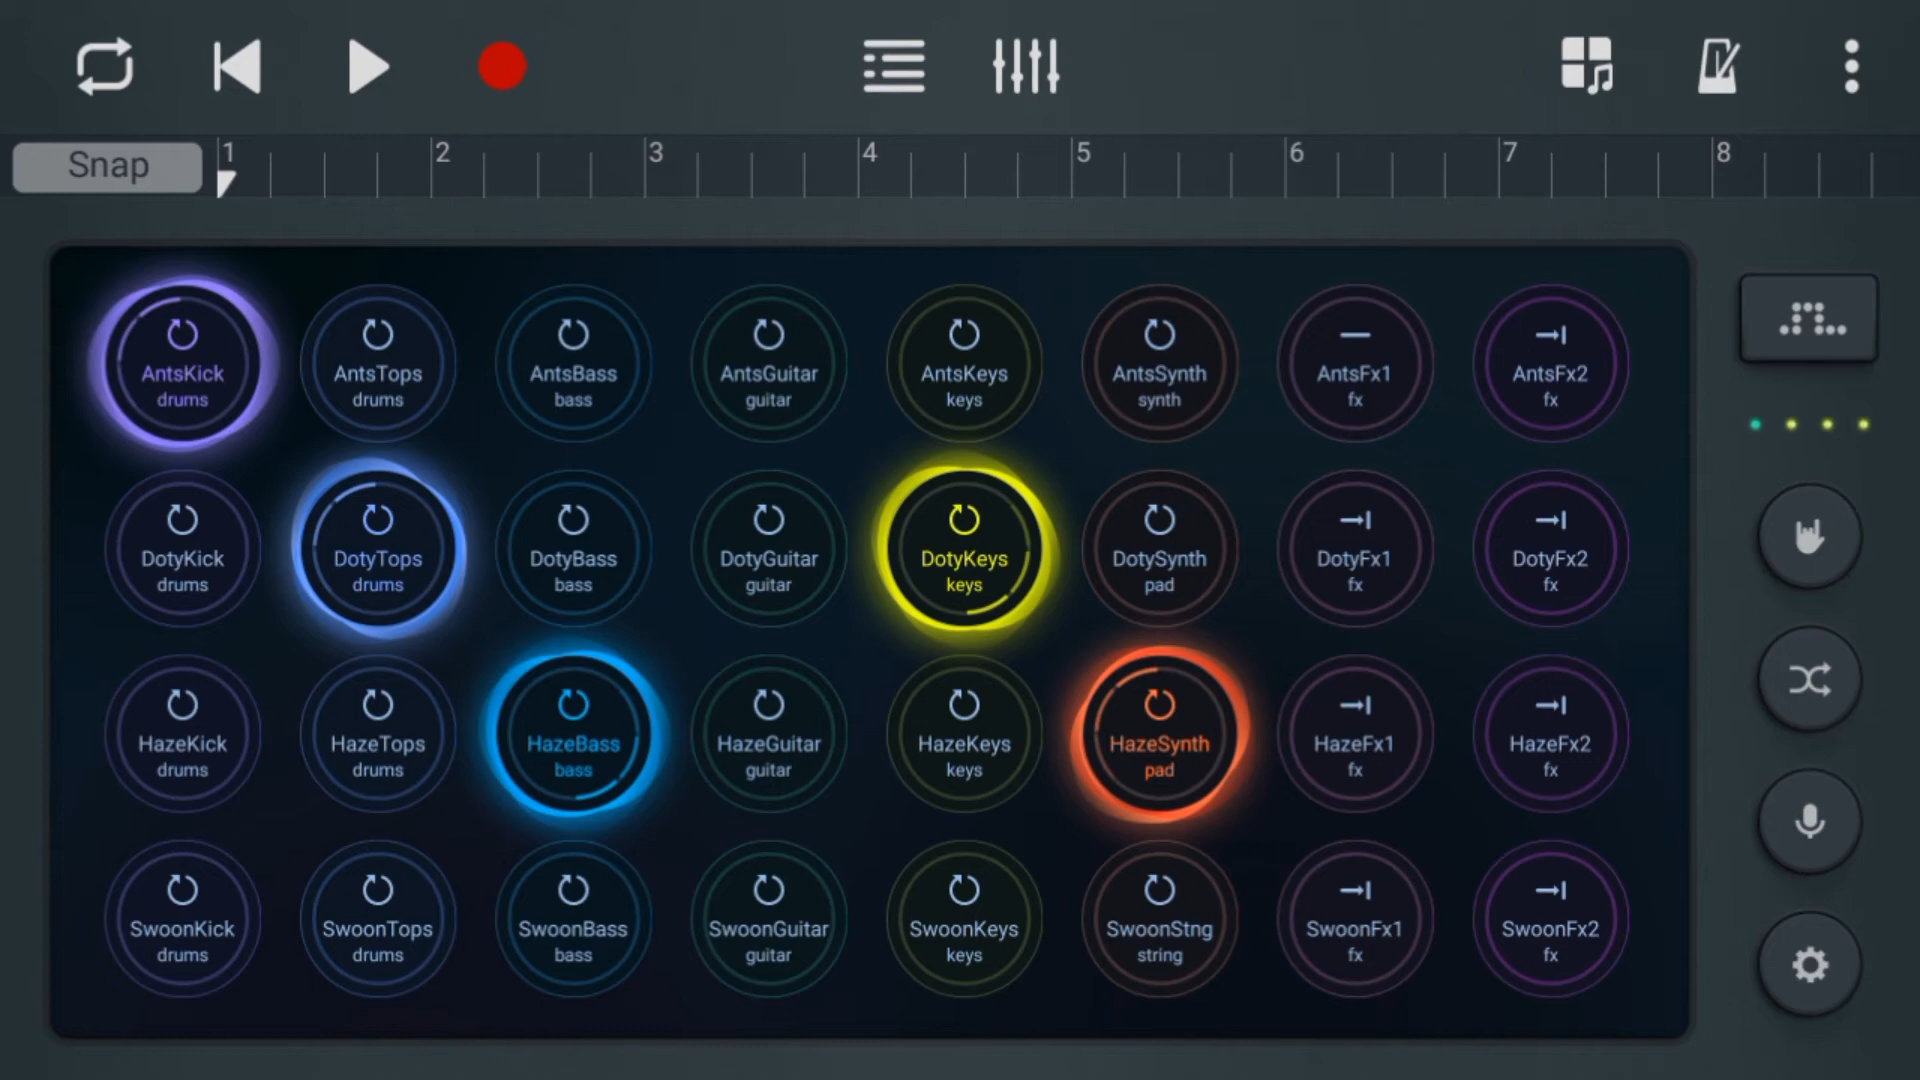 Snap
1 2 3 4 5 6 7 8
AntsKick AntsTops AntsBass AntsGuitar AntsKeys AntsSynth AntsFx1 AntsFx2
drums drums bass guitar keys synth fx fx
DotyKick DotyTops DotyBass DotyGuitar DotyKeys DotySynth DotyFx1 DotyFx2
drums drums bass guitar keys pad fx fx
HazeKick HazeTops HazeBass HazeGuitar HazeKeys HazeSynth HazeFx1 HazeFx2
drums drums bass guitar keys pad fx fx
SwoonKick SwoonTops SwoonBass SwoonGuitar SwoonKeys SwoonStng SwoonFx1 SwoonFx2
drums drums bass guitar keys string fx fx